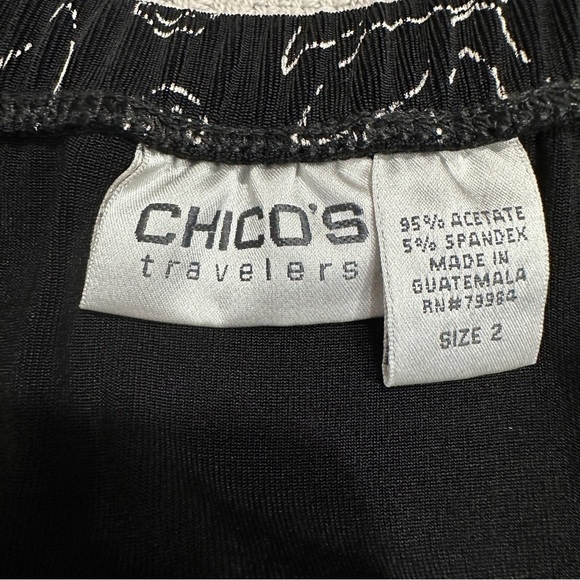 CHICO'S
travelers
95% ACETATE
5% SPANDEX
MADE IN
GUATEMALA
RN#79984
SIZE 2